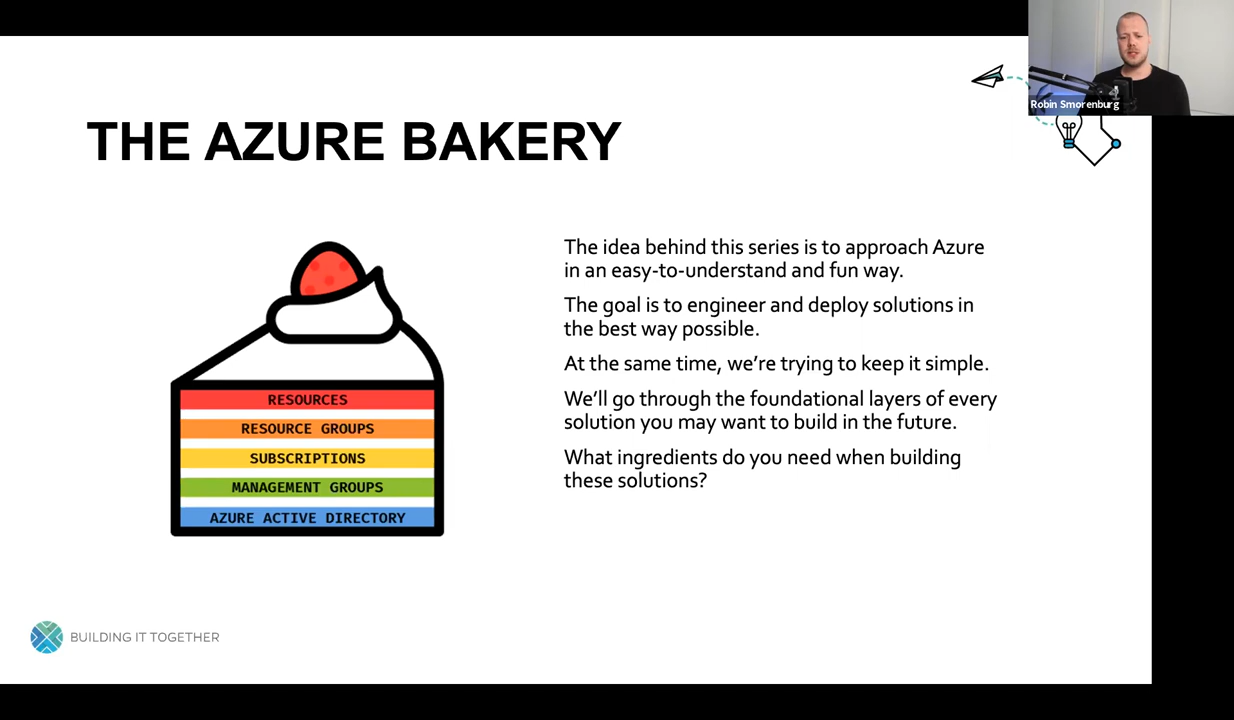 Robin Smorenburg
THE AZURE BAKERY
RESOURCES
RESOURCE GROUPS
SUBSCRIPTIONS
MANAGEMENT GROUPS
AZURE ACTIVE DIRECTORY
The idea behind this series is to approach Azure
in an easy-to-understand and fun way.
The goal is to engineer and deploy solutions in
the best way possible.
At the same time, we're trying to keep it simple.
We'll go through the foundational layers of every
solution you may want to build in the future.
What ingredients do you need when building
these solutions?
BUILDING IT TOGETHER